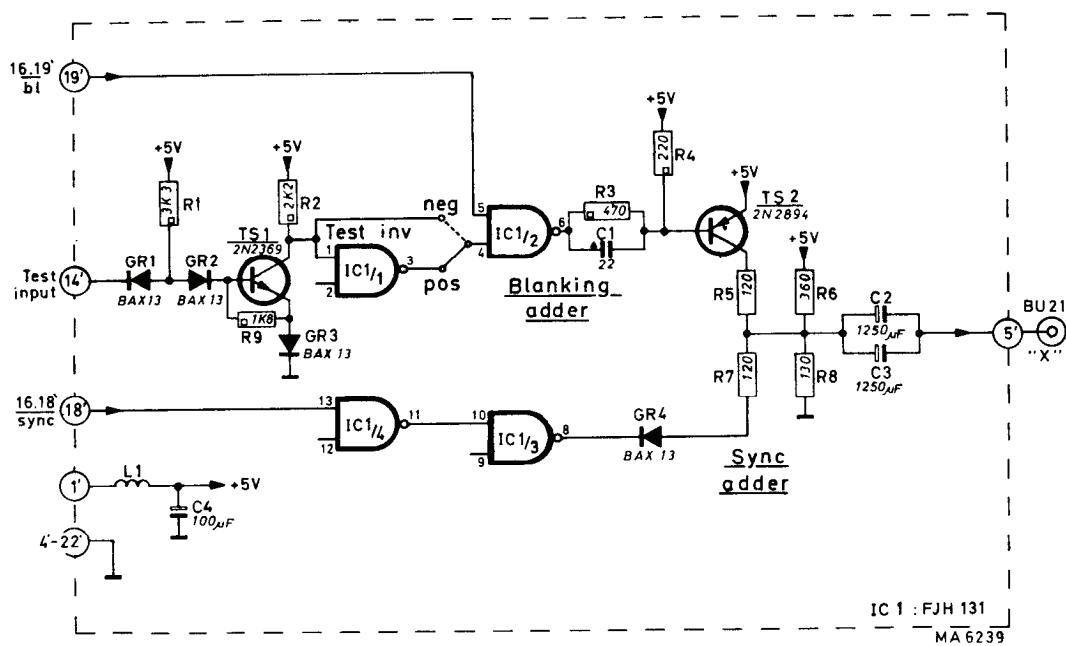 16.19'
bl
19'
+5V
3K3
R1
+5V
2K2
R2
Test
input
14'
GR1
BAX 13
GR2
BAX 13
TS1
2N2369
1K8
R9
GR3
BAX 13
Test inv
1
2
IC1/1
3
neg
pos
5
4
IC1/2
6
Blanking
adder
R3
470
C1
22
+5V
220
R4
+5V
TS2
2N2894
R5
120
+5V
360
R6
R7
120
130
R8
C2
1250µF
C3
1250µF
5'
BU21
"X"
16.18'
sync
18'
13
12
IC1/4
11
10
9
IC1/3
8
GR4
BAX 13
Sync
adder
1'
L1
+5V
C4
100µF
4'-22'
IC 1 : FJH 131
MA 6239